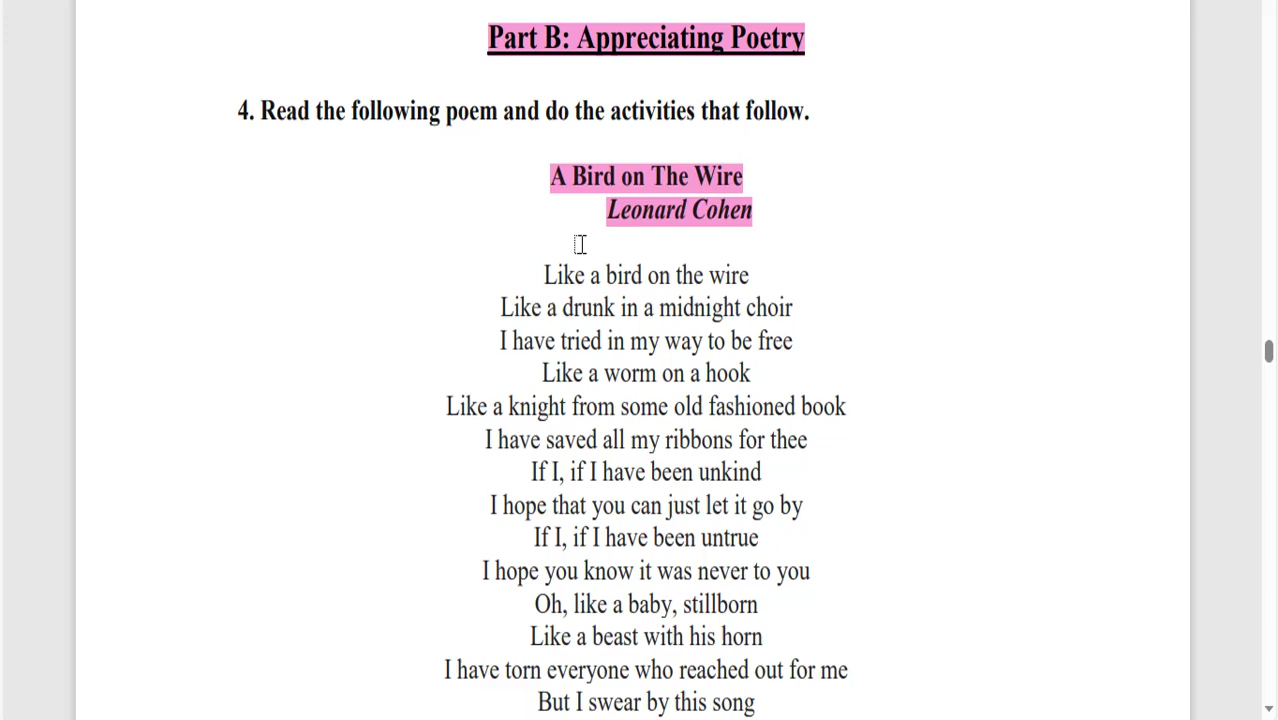 Part B: Appreciating Poetry
4. Read the following poem and do the activities that follow.
A Bird on The Wire
Leonard Cohen
Like a bird on the wire
Like a drunk in a midnight choir
I have tried in my way to be free
Like a worm on a hook
Like a knight from some old fashioned book
I have saved all my ribbons for thee
If I, if I have been unkind
I hope that you can just let it go by
If I, if I have been untrue
I hope you know it was never to you
Oh, like a baby, stillborn
Like a beast with his horn
I have torn everyone who reached out for me
But I swear by this song